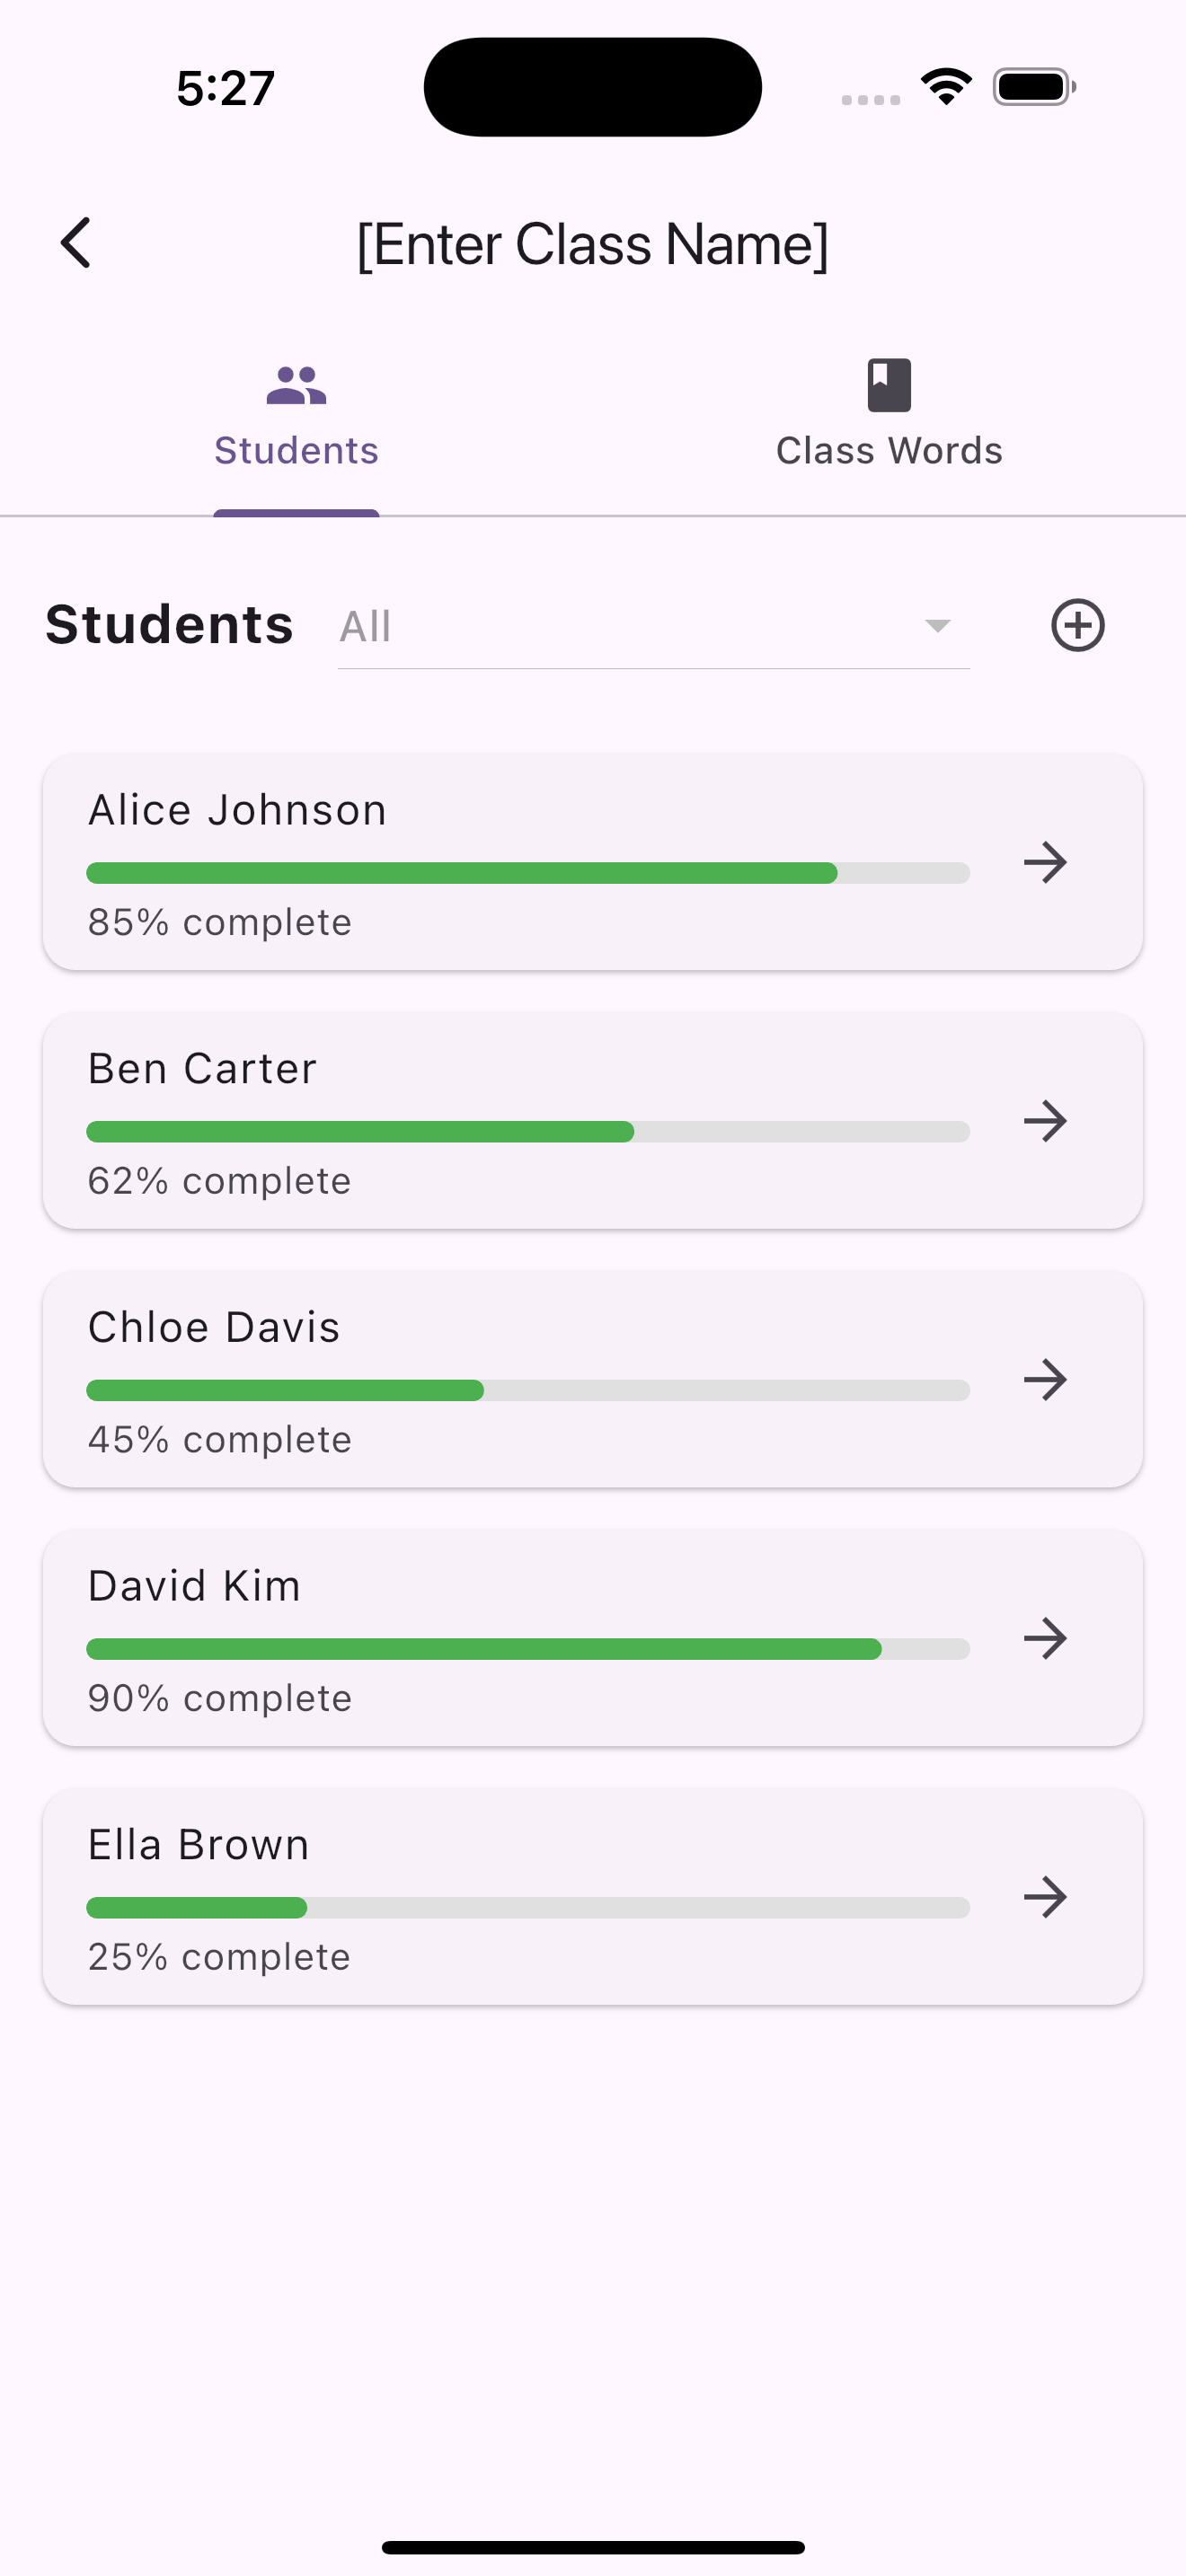 5:27
[Enter Class Name]
Students
Class Words
Students All
Alice Johnson
85% complete
Ben Carter
62% complete
Chloe Davis
45% complete
David Kim
90% complete
Ella Brown
25% complete